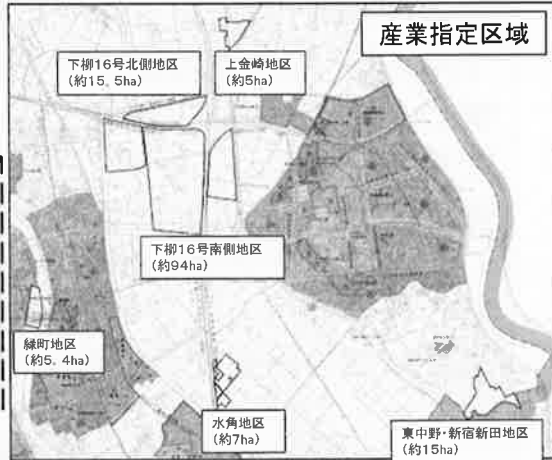 産業指定区域
下柳16号北側地区
(約15.5ha)
上金崎地区
(約5ha)
下柳16号南側地区
(約94ha)
緑町地区
(約5.4ha)
水角地区
(約7ha)
東中野・新宿新田地区
(約15ha)